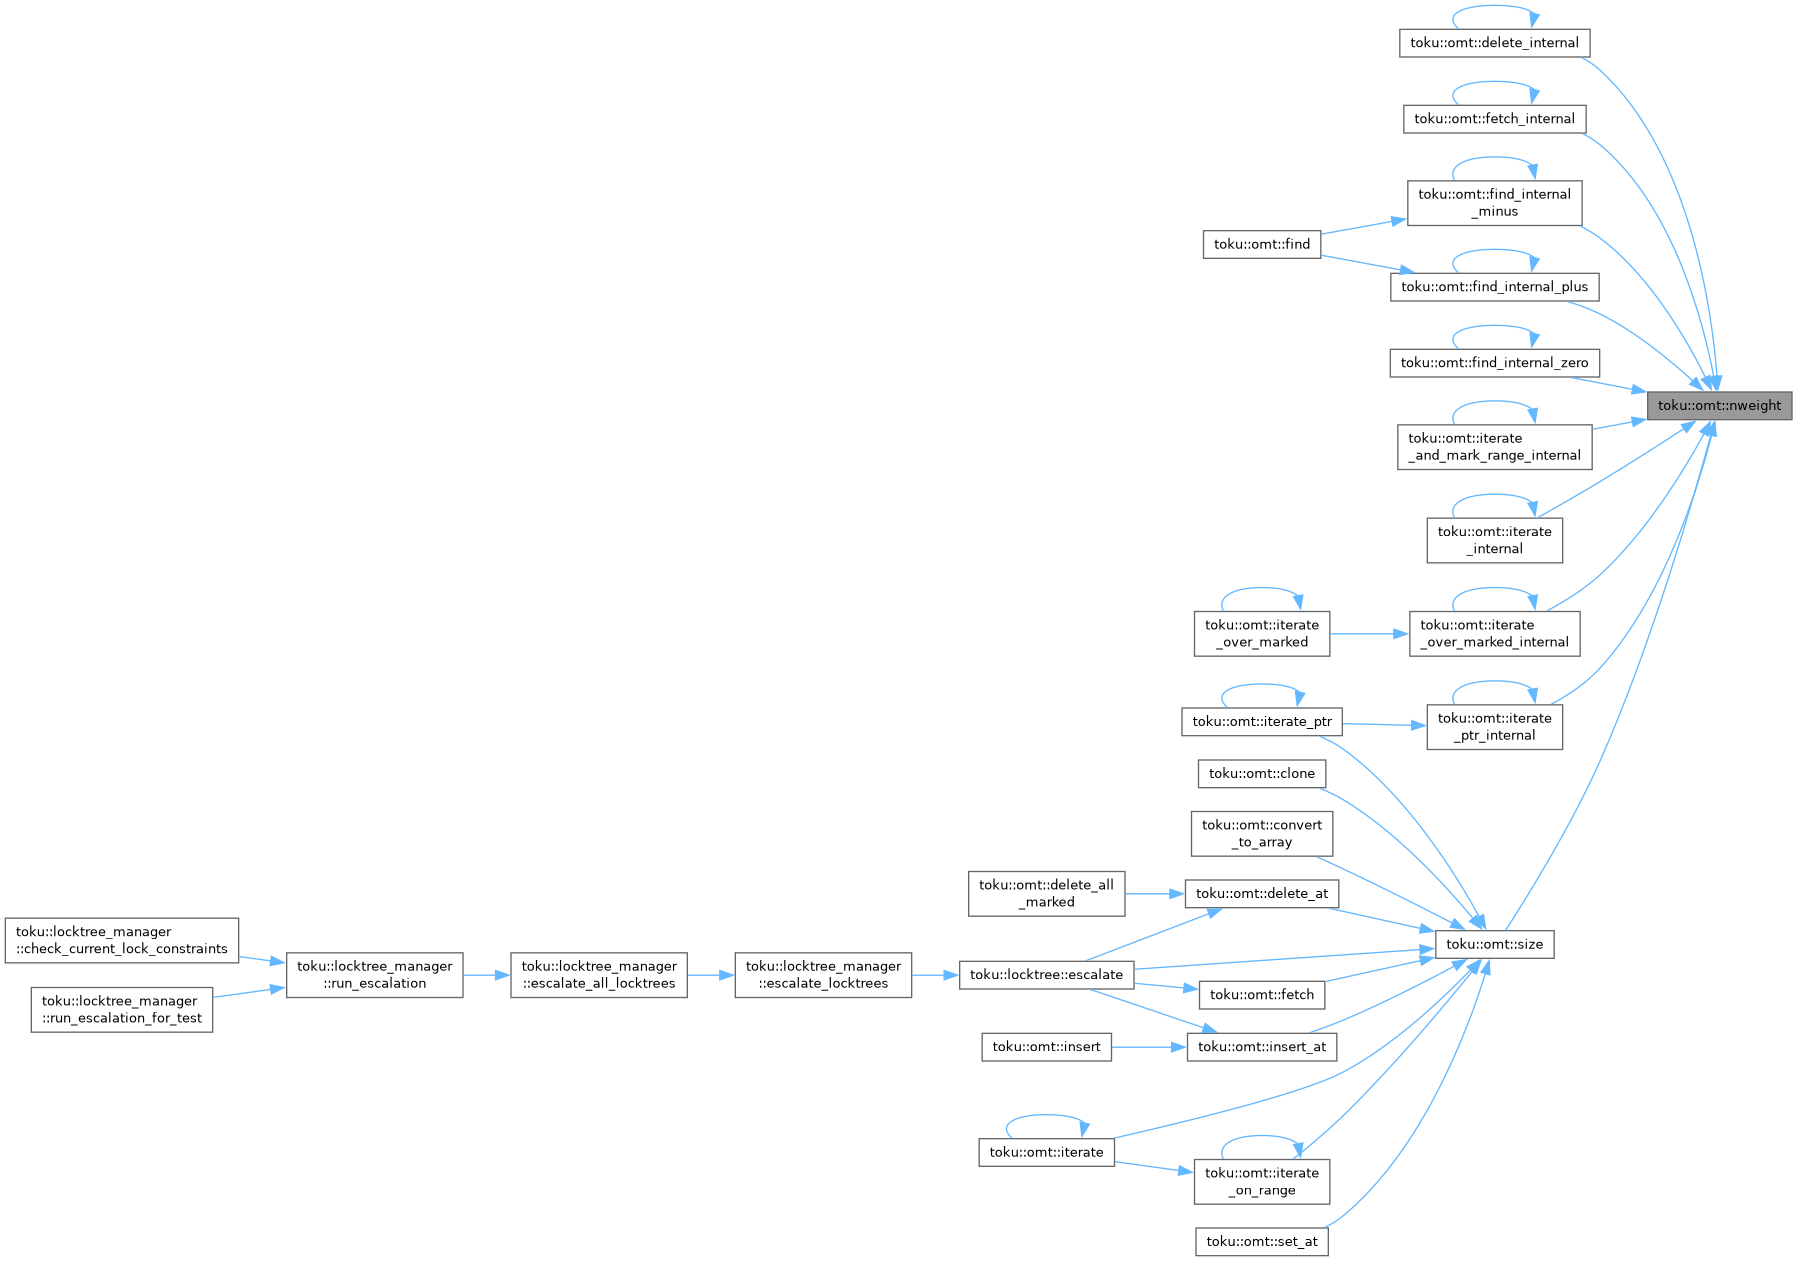 toku::omt::delete_internal
toku::omt::fetch_internal
toku::omt::find_internal
_minus
toku::omt::find
toku::omt::find_internal_plus
toku::omt::find_internal_zero
toku::omt::nweight
toku::omt::iterate
_and_mark_range_internal
toku::omt::iterate
_internal
toku::omt::iterate
_over_marked
toku::omt::iterate
_over_marked_internal
toku::omt::iterate_ptr
toku::omt::iterate
_ptr_internal
toku::omt::clone
toku::omt::convert
_to_array
toku::omt::delete_all
_marked
toku::omt::delete_at
toku::locktree_manager
::check_current_lock_constraints
toku::omt::size
toku::locktree_manager
::run_escalation
toku::locktree_manager
::escalate_all_locktrees
toku::locktree_manager
::escalate_locktrees
toku::locktree::escalate
toku::omt::fetch
toku::locktree_manager
::run_escalation_for_test
toku::omt::insert
toku::omt::insert_at
toku::omt::iterate
toku::omt::iterate
_on_range
toku::omt::set_at